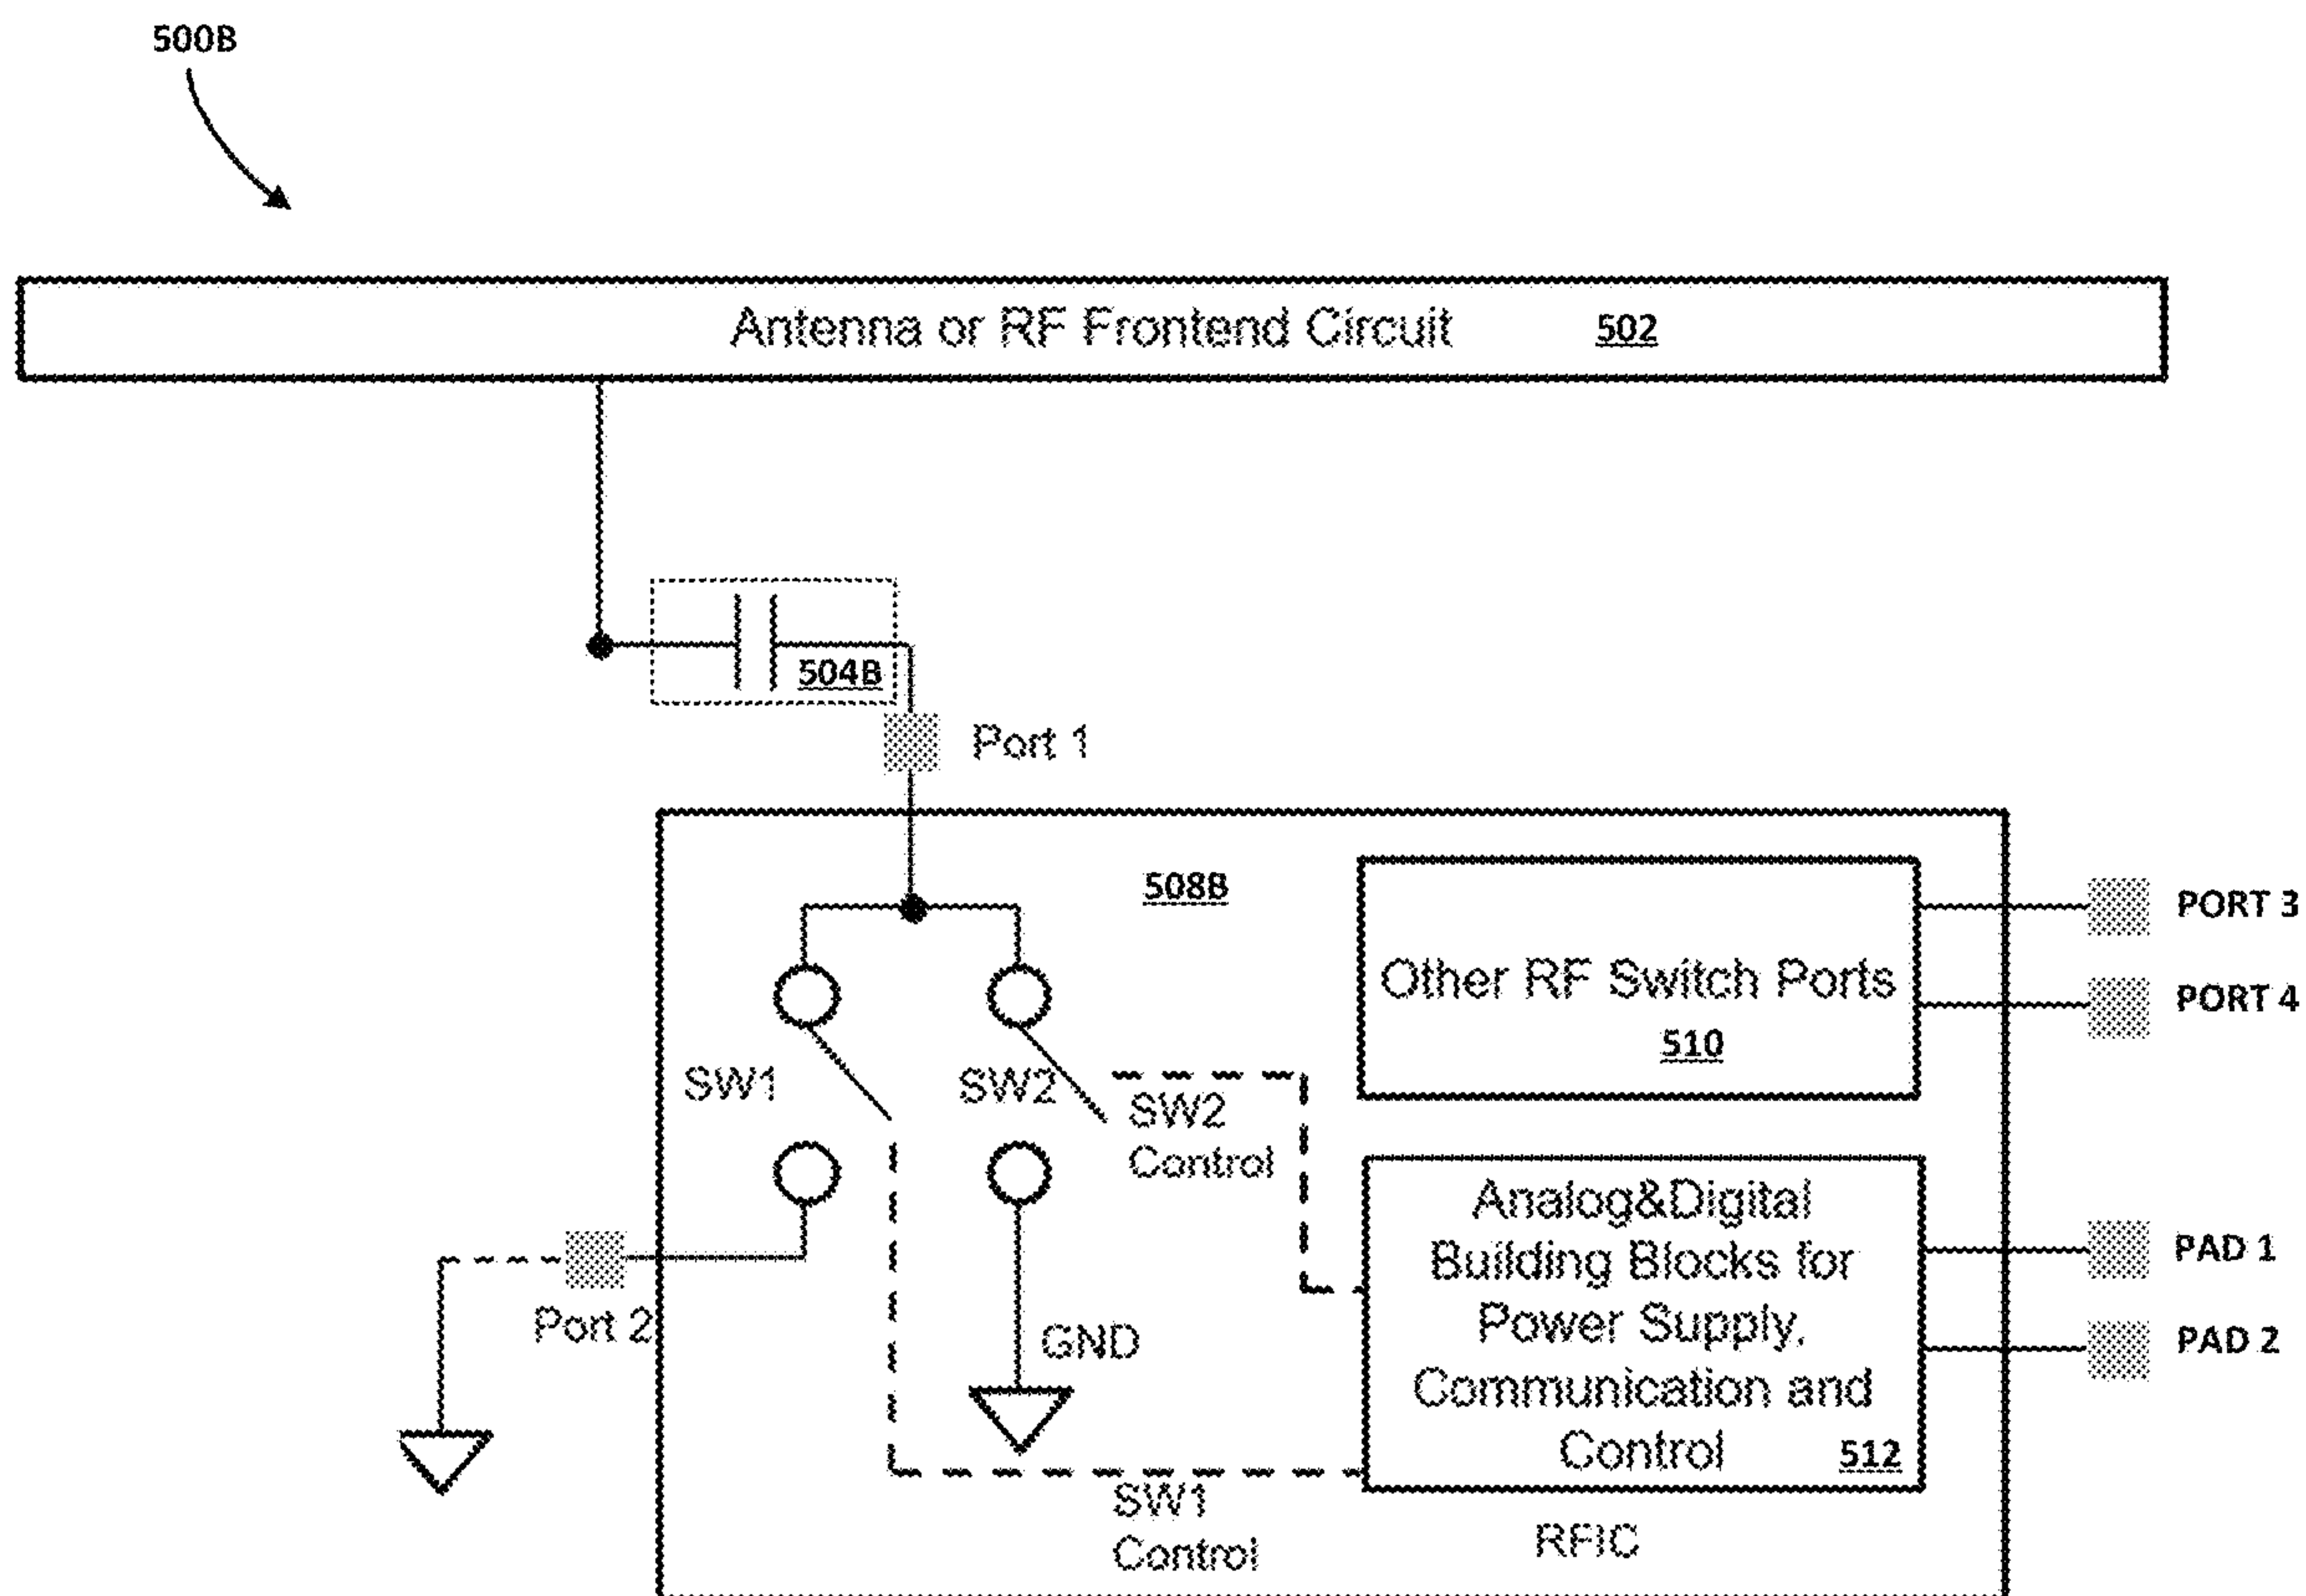 500B
Antenna or RF Frontend Circuit 502
504B
Port 1
508B
Other RF Switch Ports
510
PORT 3
PORT 4
SW1
SW2
SW2
Control
Port 2
GND
Analog&Digital
Building Blocks for
Power Supply,
Communication and
Control 512
PAD 1
PAD 2
SW1
Control
RFIC